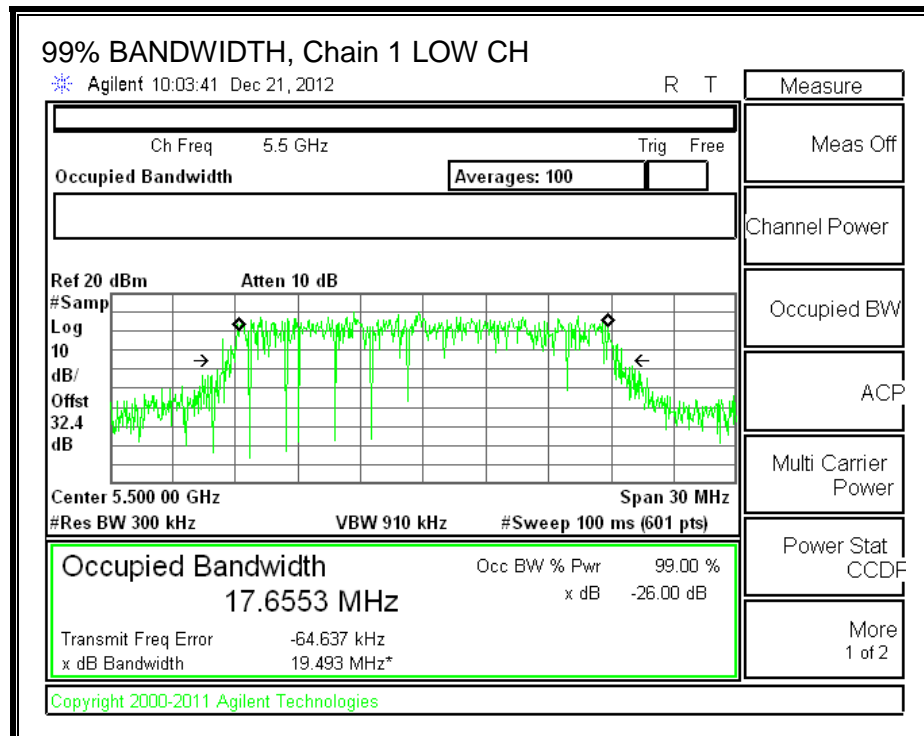 99% BANDWIDTH, Chain 1 LOW CH
Agilent 10:03:41 Dec 21, 2012 R T
Measure
Ch Freq 5.5 GHz Trig Free
Occupied Bandwidth Averages: 100
Ref 20 dBm Atten 10 dB
#Samp
Log
10
dB/
Offst
32.4
dB
Center 5.500 00 GHz Span 30 MHz
#Res BW 300 kHz VBW 910 kHz #Sweep 100 ms (601 pts)
Occupied Bandwidth Occ BW % Pwr 99.00 %
17.6553 MHz x dB -26.00 dB
Transmit Freq Error -64.637 kHz
x dB Bandwidth 19.493 MHz*
Copyright 2000-2011 Agilent Technologies
Meas Off
Channel Power
Occupied BW
ACP
Multi Carrier
Power
Power Stat
CCDF
More
1 of 2